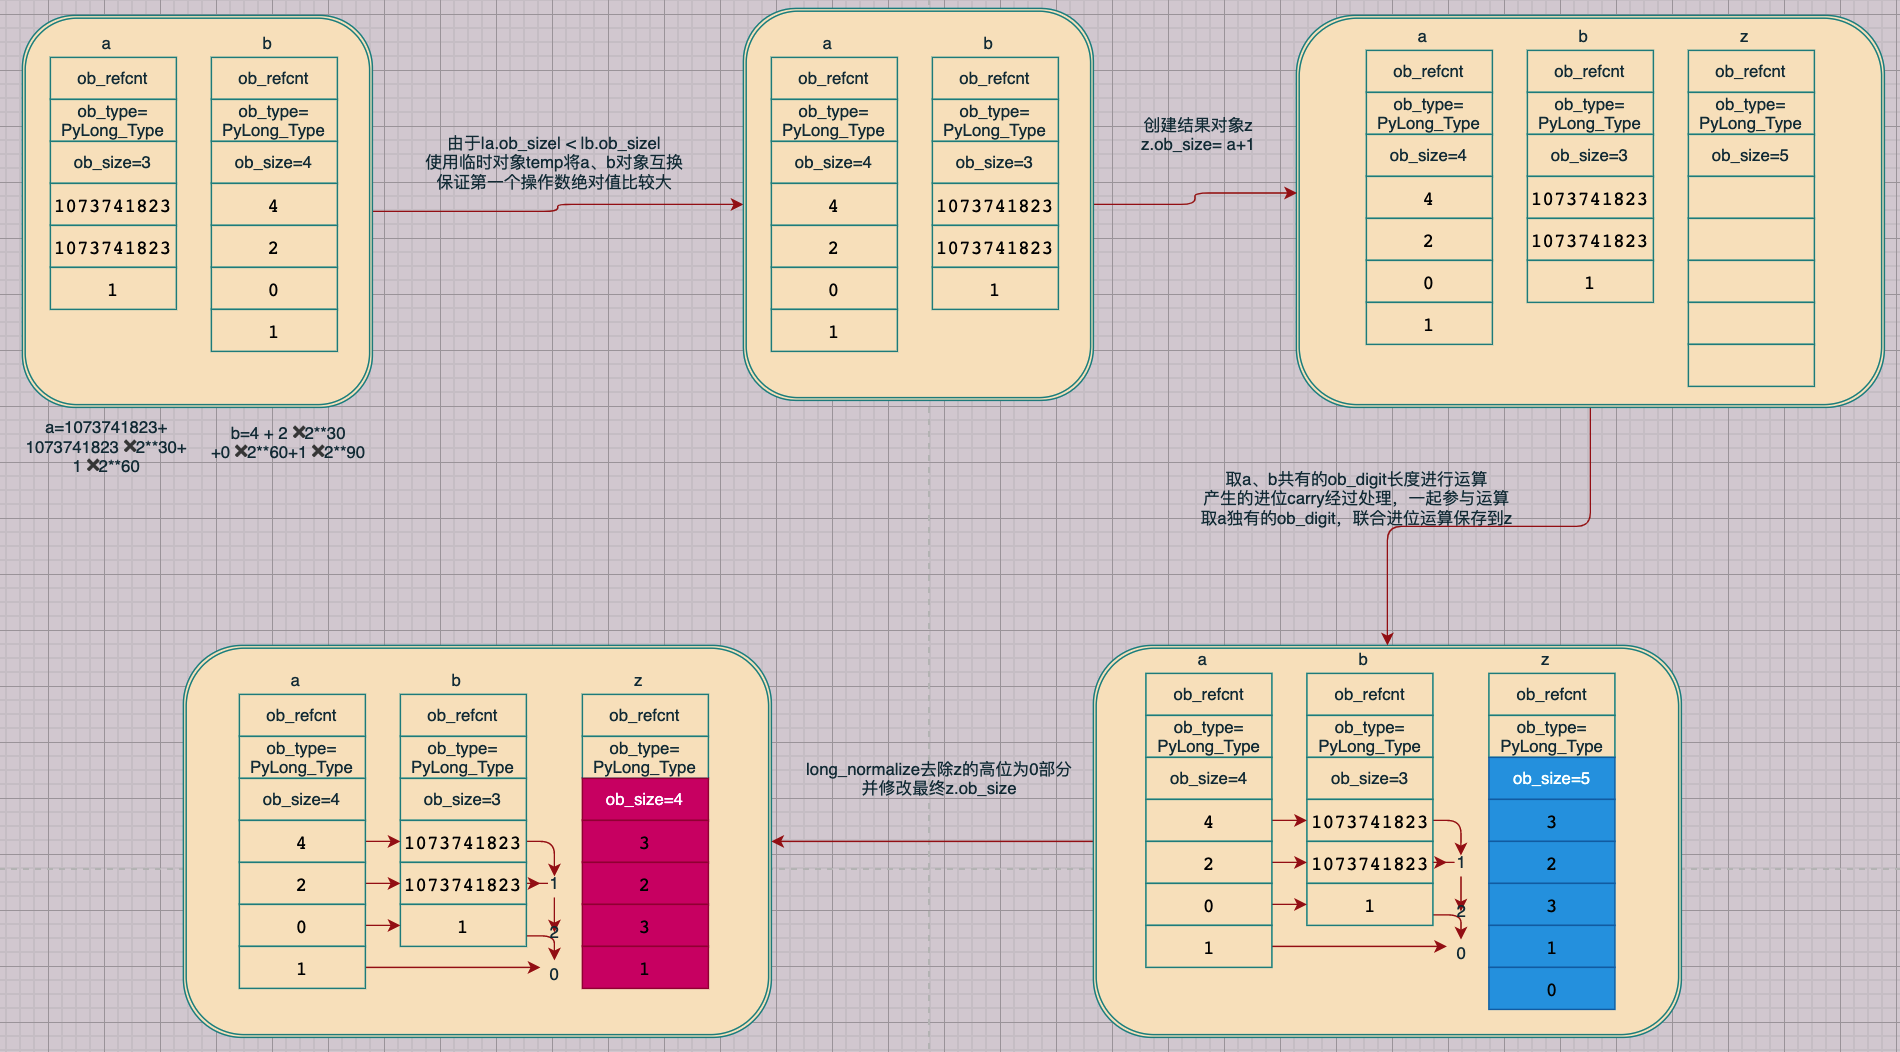 a
b
ob_refcnt
ob_refcnt
ob_type=
PyLong_Type
ob_type=
PyLong_Type
ob_size=3
ob_size=4
1073741823
4
1073741823
2
1
0
1
a=1073741823+
1073741823 ✖2**30+
1 ✖2**60
b=4 + 2 ✖2**30
+0 ✖2**60+1 ✖2**90
由于|a.ob_size| < |b.ob_size|
使用临时对象temp将a、b对象互换
保证第一个操作数绝对值比较大
a
b
ob_refcnt
ob_refcnt
ob_type=
PyLong_Type
ob_type=
PyLong_Type
ob_size=4
ob_size=3
4
1073741823
2
1073741823
0
1
1
创建结果对象z
z.ob_size= a+1
a
b
z
ob_refcnt
ob_refcnt
ob_refcnt
ob_type=
PyLong_Type
ob_type=
PyLong_Type
ob_type=
PyLong_Type
ob_size=4
ob_size=3
ob_size=5
4
1073741823
2
1073741823
0
1
1
取a、b共有的ob_digit长度进行运算
产生的进位carry经过处理，一起参与运算
取a独有的ob_digit，联合进位运算保存到z
a
b
z
ob_refcnt
ob_refcnt
ob_refcnt
ob_type=
PyLong_Type
ob_type=
PyLong_Type
ob_type=
PyLong_Type
ob_size=4
ob_size=3
ob_size=5
4
1073741823
3
2
1073741823
1
2
0
1
2
3
1
0
1
0
long_normalize去除z的高位为0部分
并修改最终z.ob_size
a
b
z
ob_refcnt
ob_refcnt
ob_refcnt
ob_type=
PyLong_Type
ob_type=
PyLong_Type
ob_type=
PyLong_Type
ob_size=4
ob_size=3
ob_size=4
4
1073741823
3
2
1073741823
1
2
0
1
2
3
1
0
1